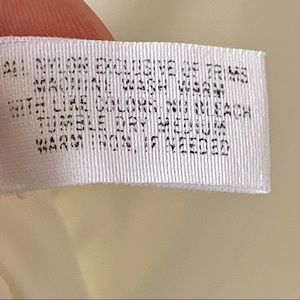 ALL NYLON EXCLUSIVE OF TRIMS
MACHINE WASH WARM
WITH LIKE COLORS NO BLEACH
TUMBLE DRY MEDIUM
WARM IRON IF NEEDED